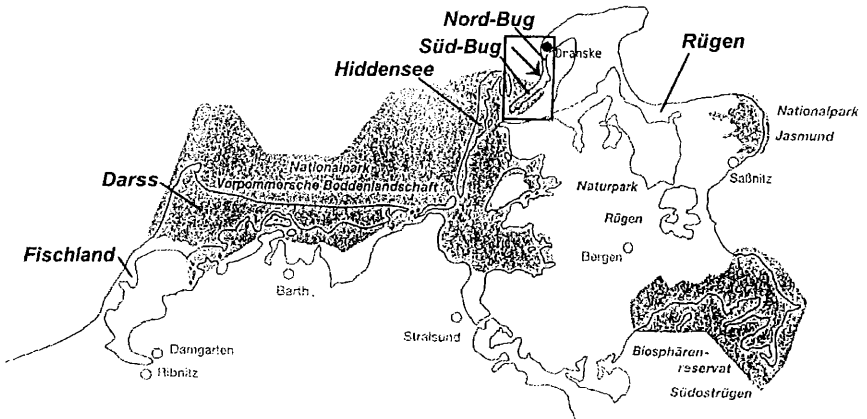 Nord-Bug
Süd-Bug
Dranske
Rügen
Hiddensee
Nationalpark
Jasmund
Saßnitz
Nationalpark
Vorpommersche Boddenlandschaft
Darss
Naturpark
Rügen
Fischland
Bergen
Barth
Stralsund
Damgarten
Ribnitz
Biosphären-
reservat
Südostrügen